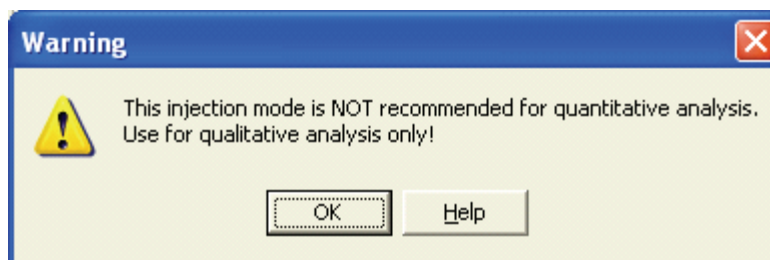 Warning
This injection mode is NOT recommended for quantitative analysis.
Use for qualitative analysis only!
OK
Help